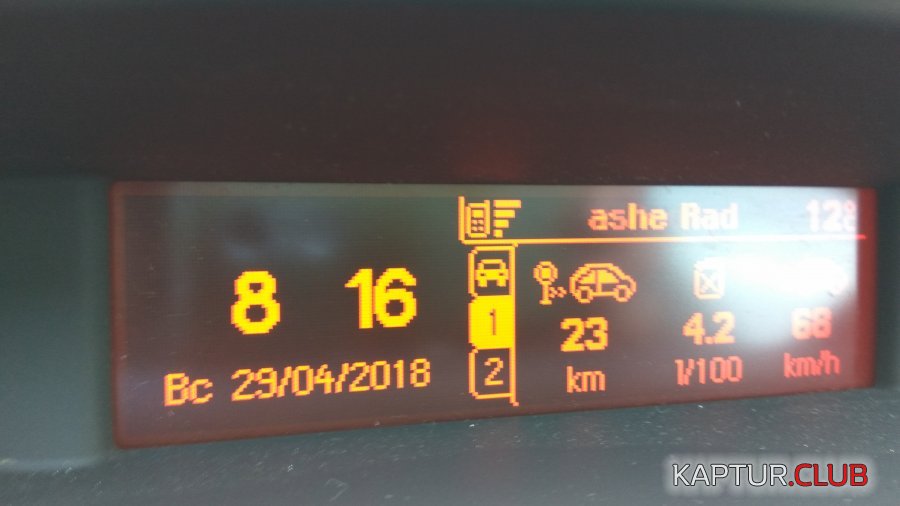 ashe Rad 128
8 16
1
23 4.2 68
Вс 29/04/2018
2
km l/100 km/h
KAPTUR.CLUB